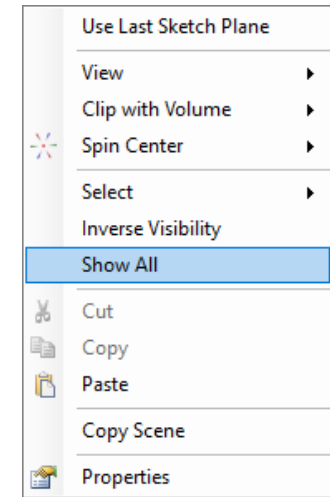 Use Last Sketch Plane
View
Clip with Volume
Spin Center
Select
Inverse Visibility
Show All
Cut
Copy
Paste
Copy Scene
Properties